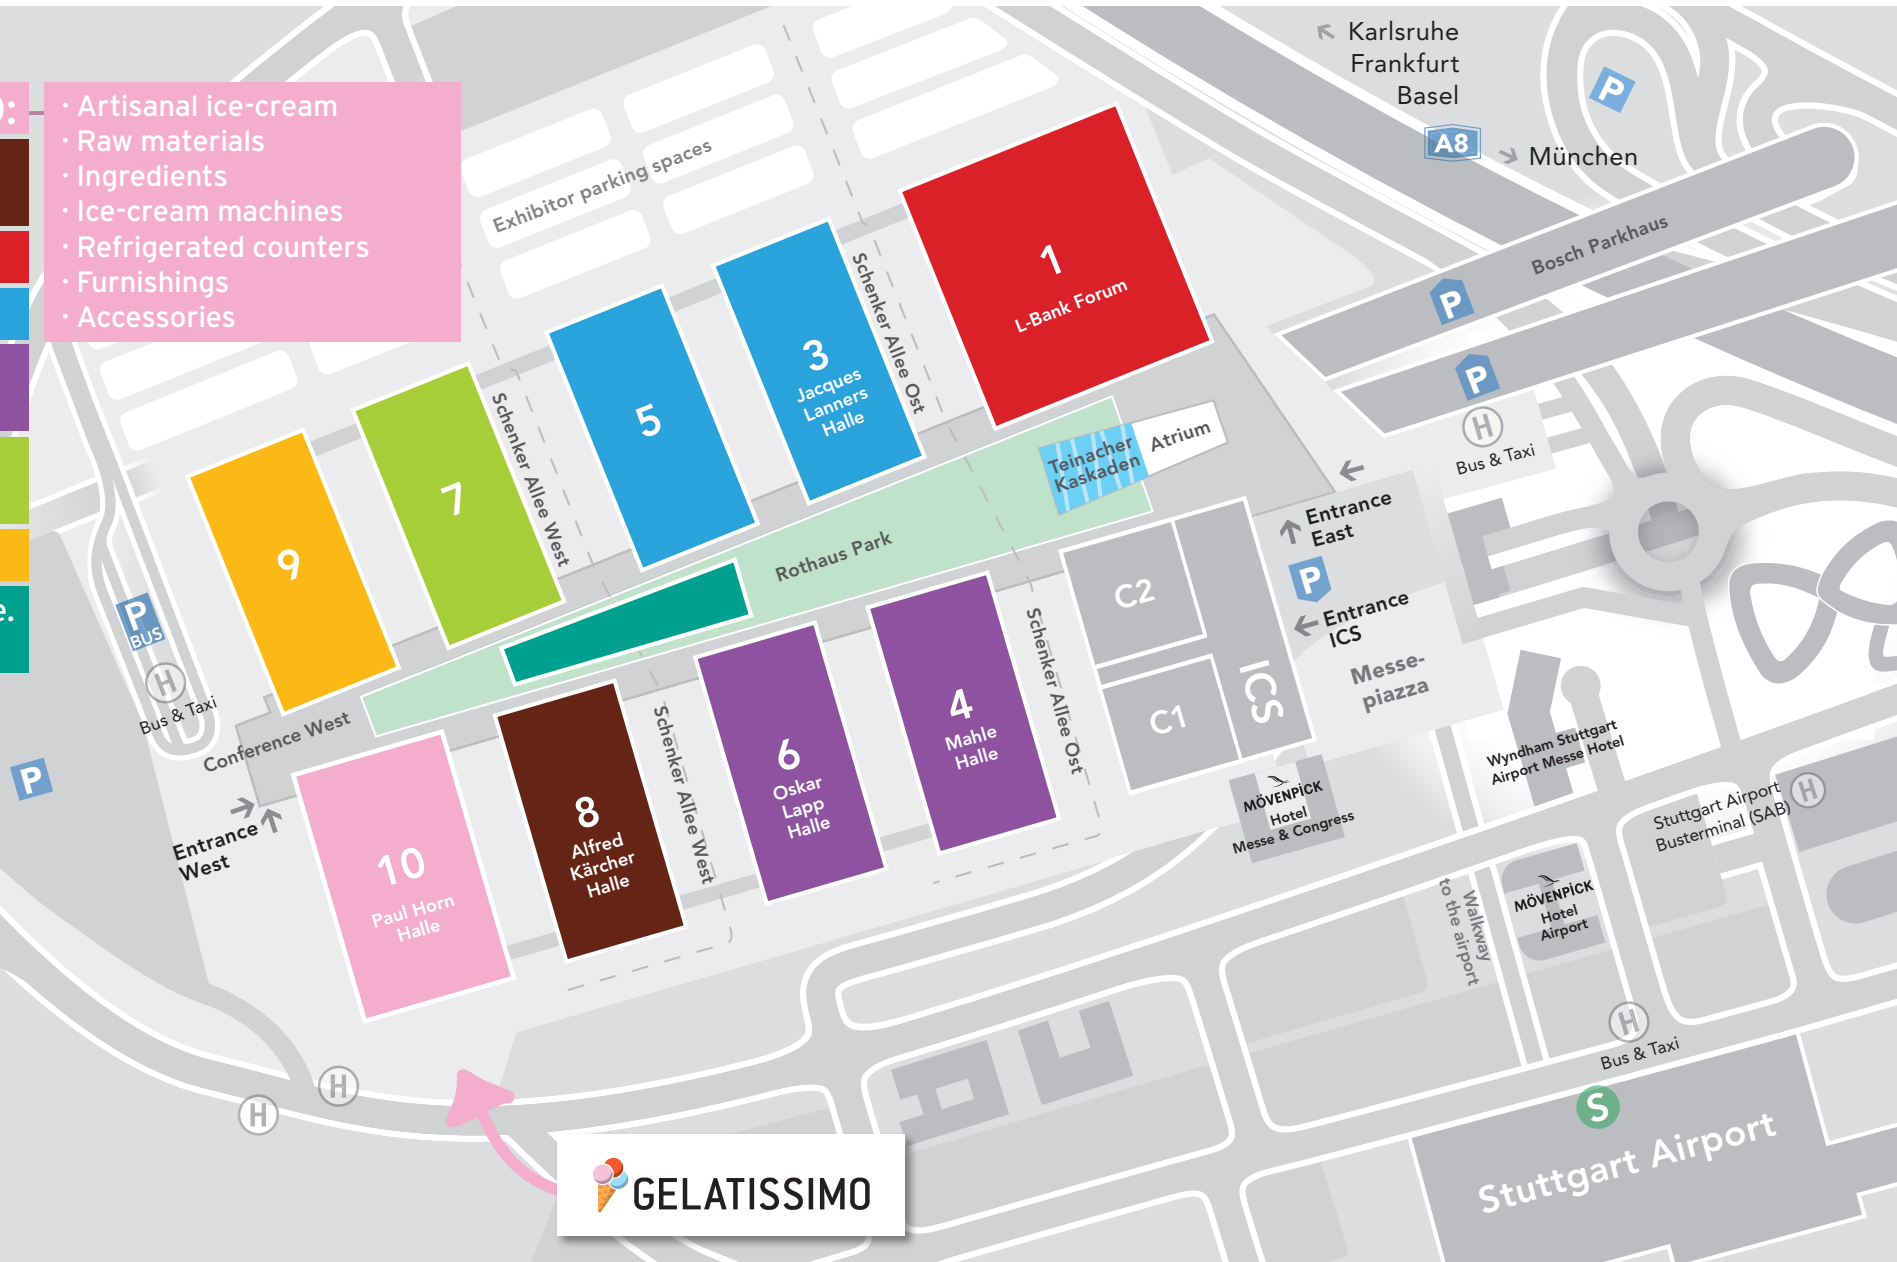 ):
· Artisanal ice-cream
· Raw materials
· Ingredients
· Ice-cream machines
· Refrigerated counters
· Furnishings
· Accessories
e.
Exhibitor parking spaces
Karlsruhe
Frankfurt
Basel
A8
München
P
Bosch Parkhaus
P
P
H
Bus & Taxi
1
L-Bank Forum
3
Jacques
Lanners
Halle
5
7
9
Schenker Allee Ost
Schenker Allee West
Teinacher
Kaskaden
Atrium
Rothaus Park
Entrance
East
P
Entrance
ICS
Messe-
piazza
C2
C1
ICS
P
BUS
H
Bus & Taxi
Conference West
P
Entrance
West
10
Paul Horn
Halle
8
Alfred
Kärcher
Halle
6
Oskar
Lapp
Halle
4
Mahle
Halle
Schenker Allee West
Schenker Allee Ost
MÖVENPICK
Hotel
Messe & Congress
Wyndham Stuttgart
Airport Messe Hotel
Stuttgart Airport
Busterminal (SAB)
H
MÖVENPICK
Hotel
Airport
Walkway
to the airport
H
Bus & Taxi
S
Stuttgart Airport
H
H
GELATISSIMO